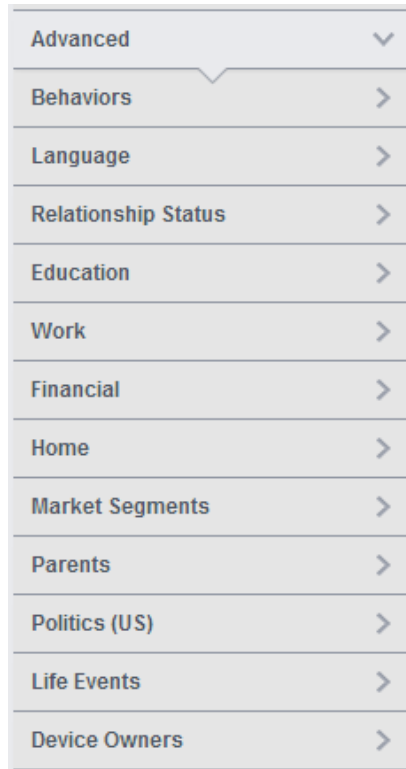 Advanced
Behaviors
Language
Relationship Status
Education
Work
Financial
Home
Market Segments
Parents
Politics (US)
Life Events
Device Owners